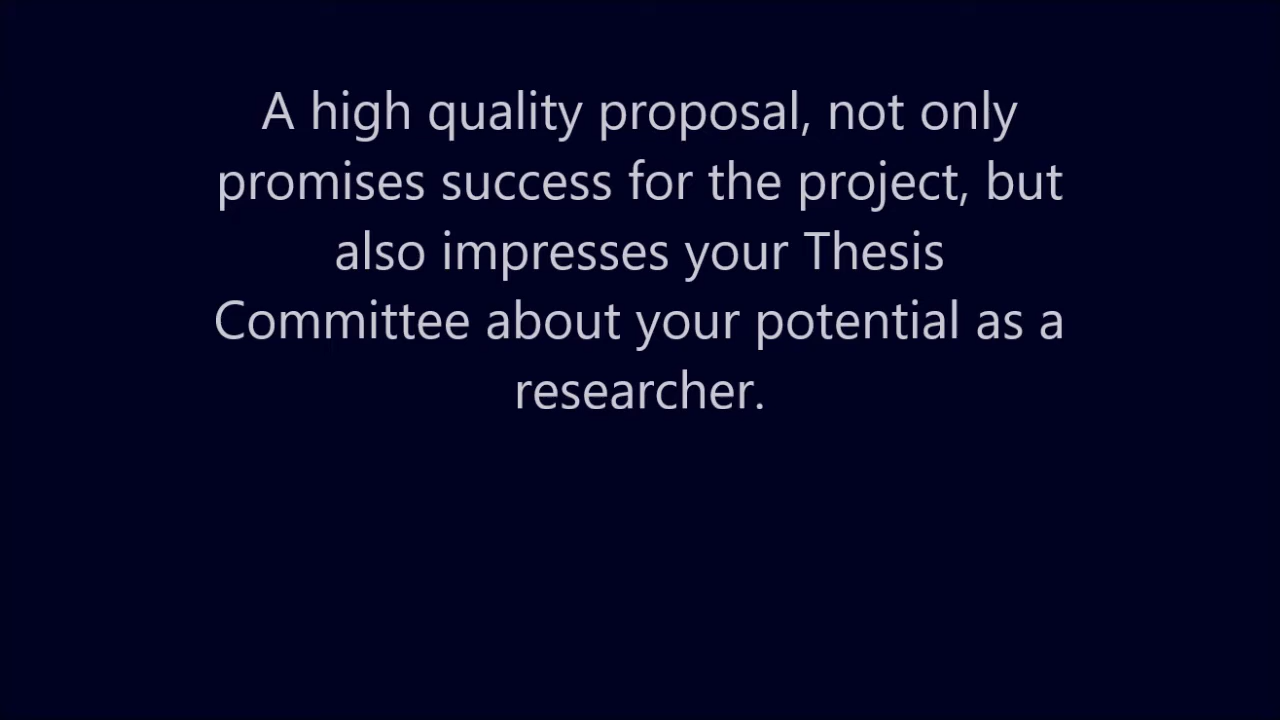 A high quality proposal, not only
promises success for the project, but
also impresses your Thesis
Committee about your potential as a
researcher.